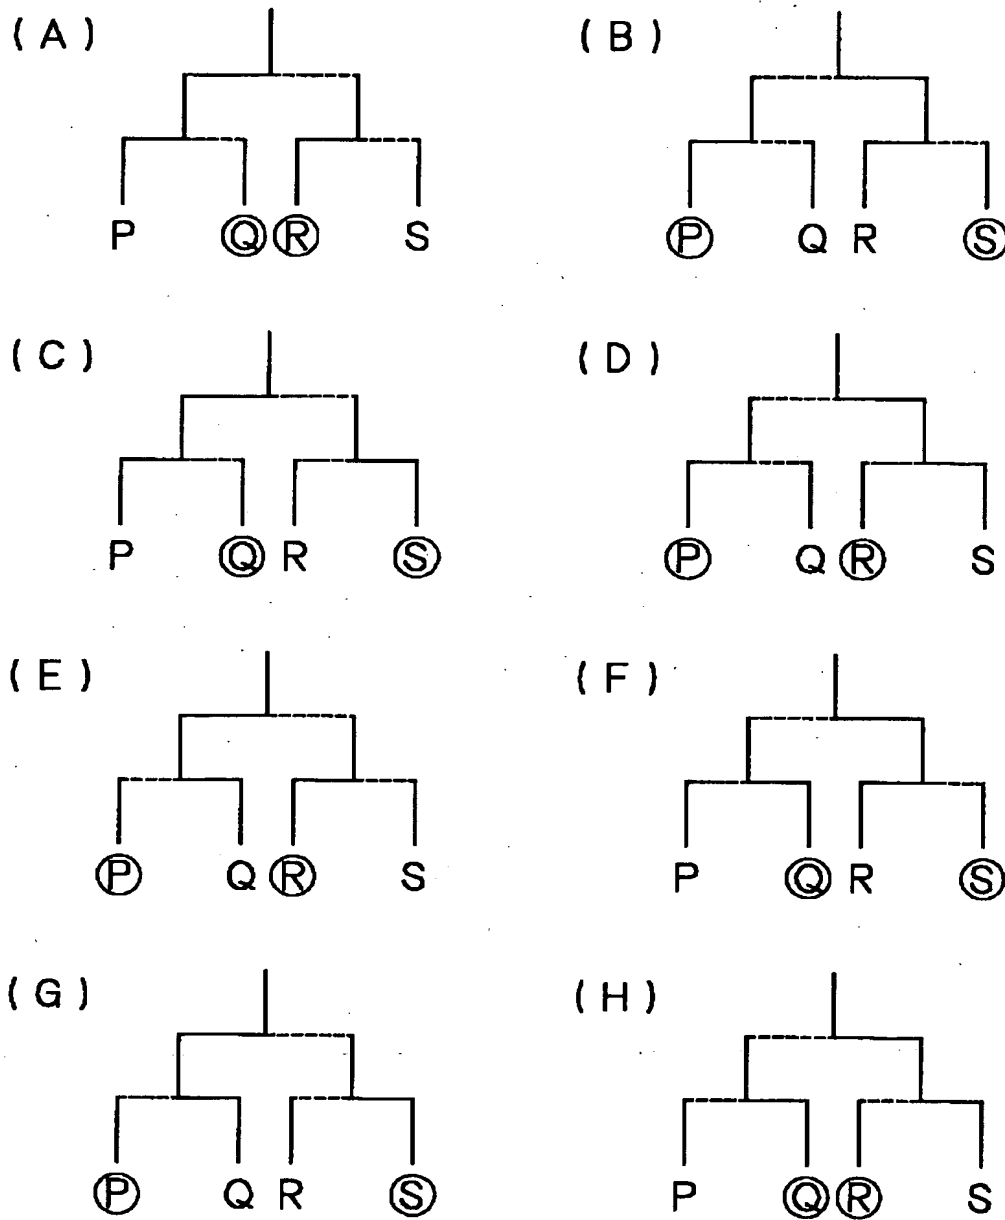 (A) (B)
P Q R S P Q R S
(C) (D)
P Q R S P Q R S
(E) (F)
P Q R S P Q R S
(G) (H)
P Q R S P Q R S